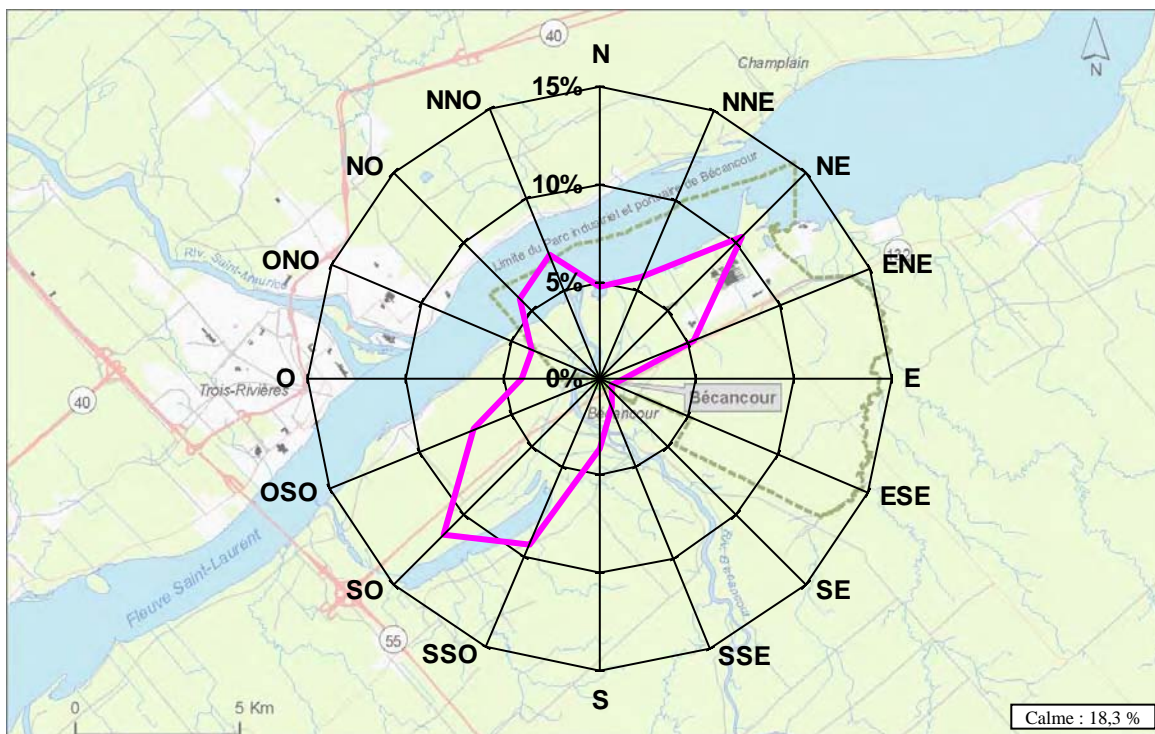 40
N
Champlain
N
15%
NNO
NNE
NO
NE
10%
Limite du Parc industriel et portuaire de Bécancour
Riv. Saint-Maurice
ONO
ENE
132
5%
Trois-Rivières
O
0%
E
40
Bécancour
Bécancour
OSO
ESE
Fleuve Saint-Laurent
Riv. Bécancour
SO
SE
55
SSO
SSE
S
0
5 Km
Calme : 18,3 %